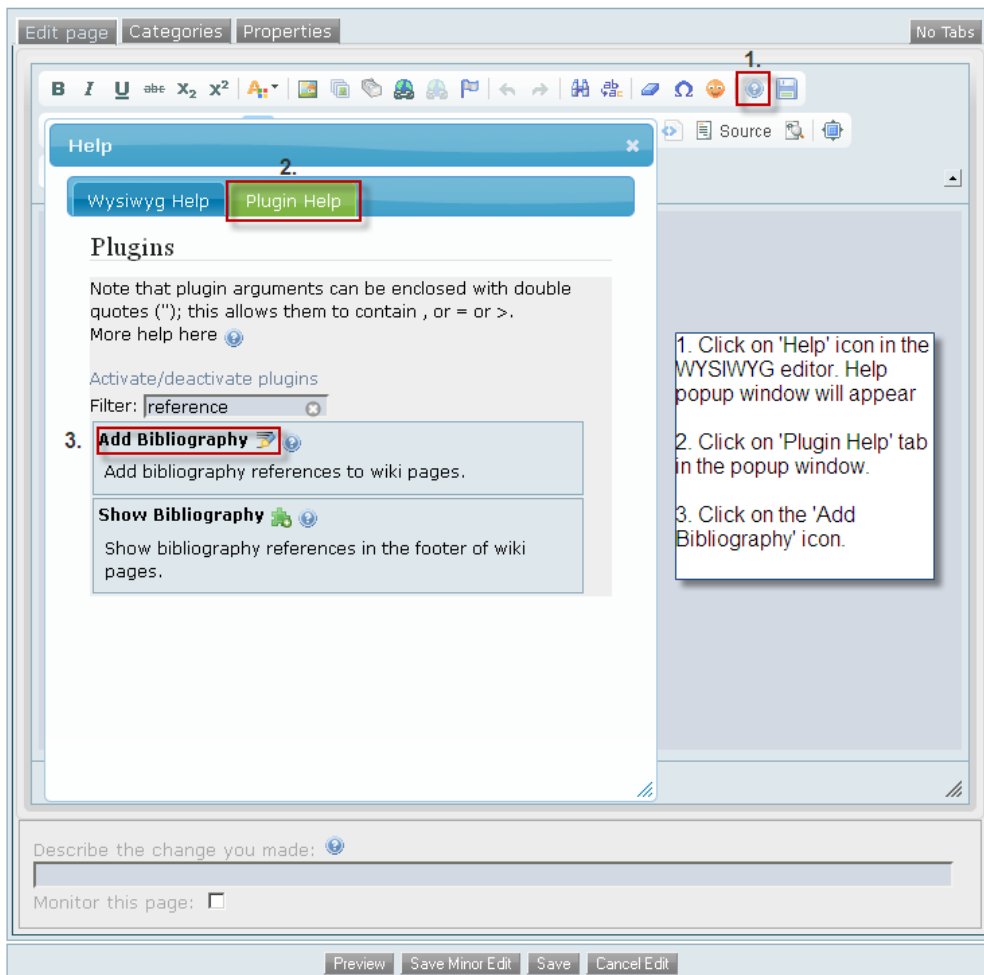 Edit page Categories Properties No Tabs
1.
B I U abc X2 X2 A
Source
Help
2.
Wysiwyg Help Plugin Help
Plugins
Note that plugin arguments can be enclosed with double
quotes ("); this allows them to contain , or = or >.
More help here
Activate/deactivate plugins
Filter: reference
3. Add Bibliography
Add bibliography references to wiki pages.
Show Bibliography
Show bibliography references in the footer of wiki
pages.
1. Click on 'Help' icon in the
WYSIWYG editor. Help
popup window will appear
2. Click on 'Plugin Help' tab
in the popup window.
3. Click on the 'Add
Bibliography' icon.
Describe the change you made:
Monitor this page:
Preview Save Minor Edit Save Cancel Edit